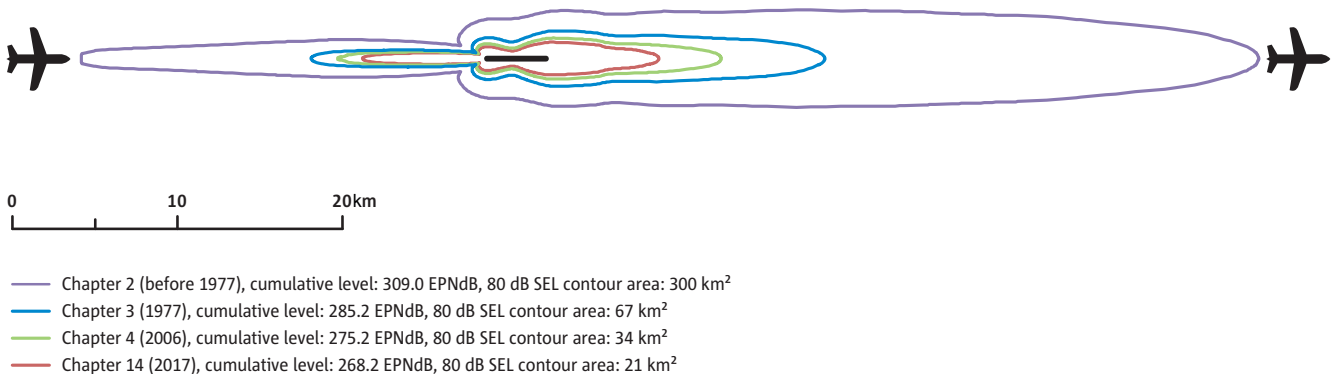 0 10 20km
Chapter 2 (before 1977), cumulative level: 309.0 EPNdB, 80 dB SEL contour area: 300 km²
Chapter 3 (1977), cumulative level: 285.2 EPNdB, 80 dB SEL contour area: 67 km²
Chapter 4 (2006), cumulative level: 275.2 EPNdB, 80 dB SEL contour area: 34 km²
Chapter 14 (2017), cumulative level: 268.2 EPNdB, 80 dB SEL contour area: 21 km²